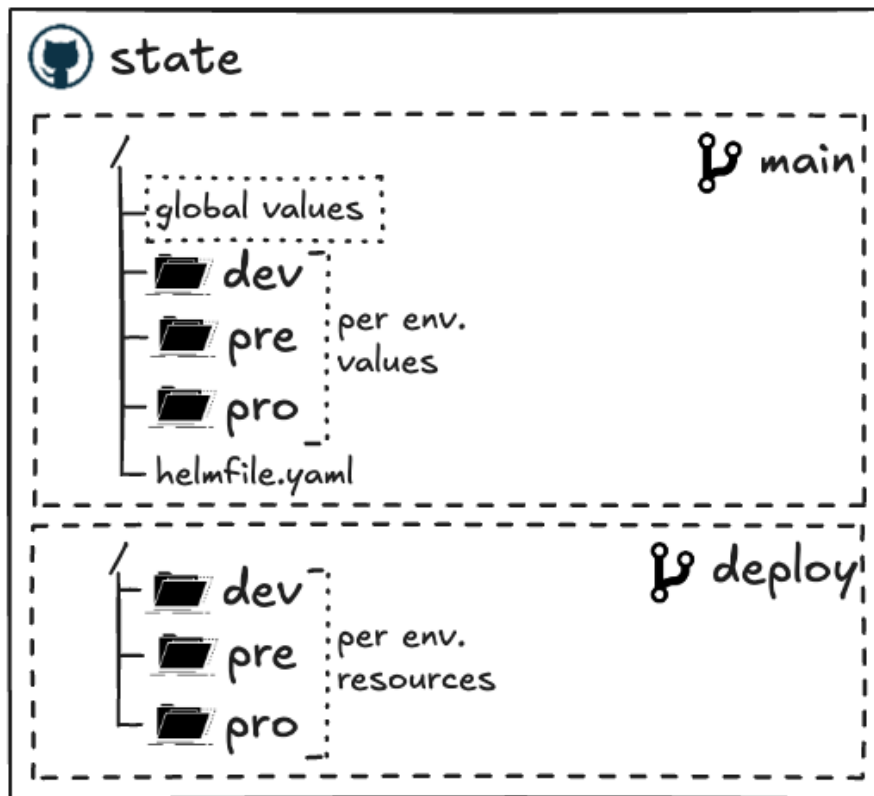 state
main
/
global values
dev
pre
pro
per env.
values
helmfile.yaml
deploy
/
dev
pre
pro
per env.
resources